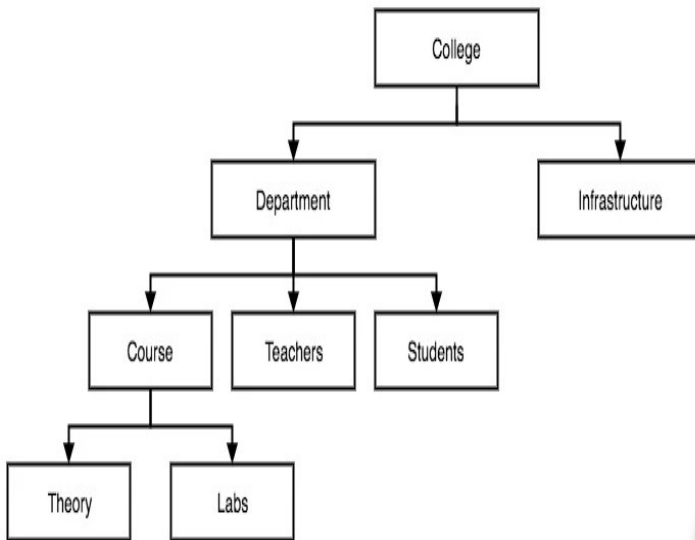 College
Department
Infrastructure
Course
Teachers
Students
Theory
Labs